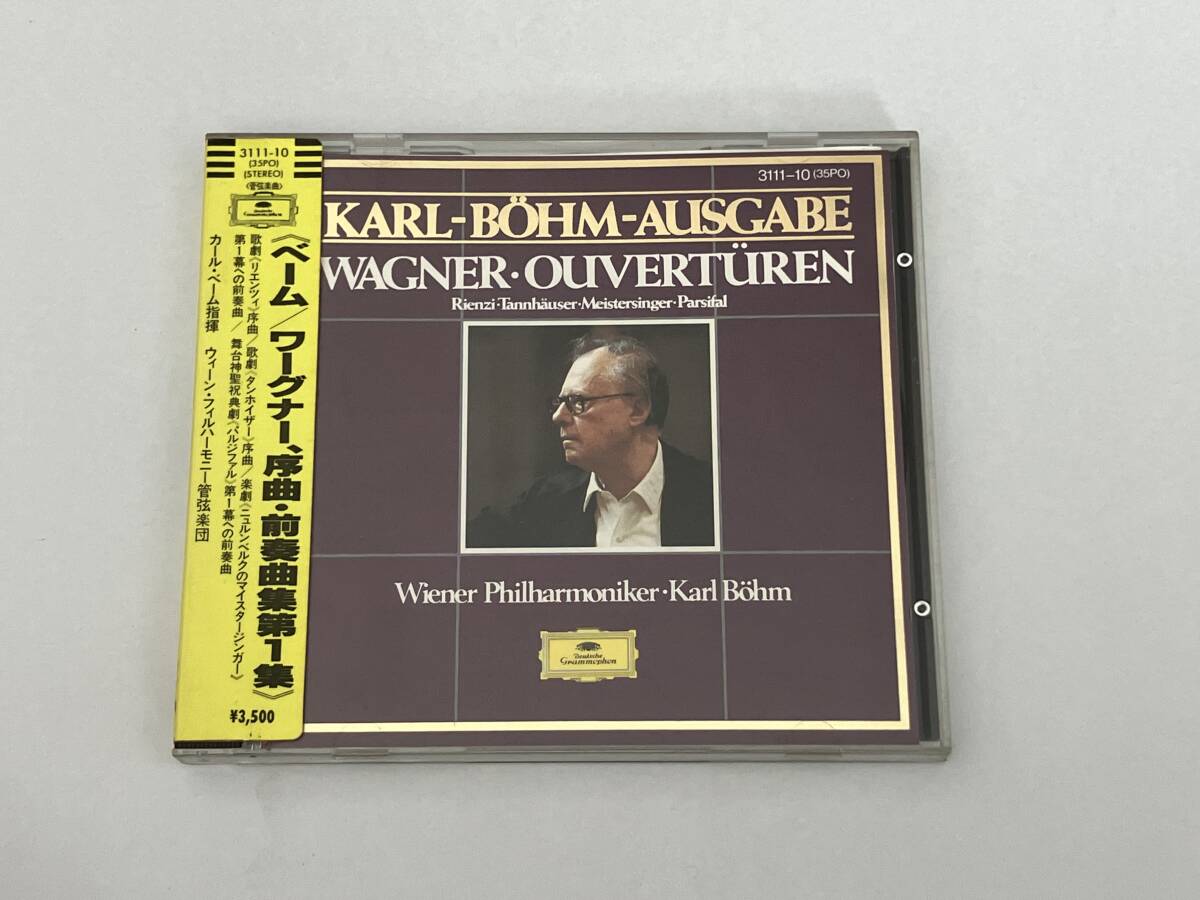 3111-10
(35PO)
(STEREO)
〈管弦楽曲〉
Deutsche
Grammophon
《ベーム/ワーグナー、序曲・前奏曲集第1集》
歌劇《リエンツィ》序曲/歌劇《タンホイザー》序曲/楽劇《ニュルンベルクのマイスタージンガー》
第1幕への前奏曲/舞台神聖祝典劇《パルジファル》第1幕への前奏曲
カール・ベーム指揮 ウィーン・フィルハーモニー管弦楽団
¥3,500
3111-10 (35PO)
KARL-BÖHM-AUSGABE
WAGNER·OUVERTÜREN
Rienzi·Tannhäuser·Meistersinger·Parsifal
Wiener Philharmoniker·Karl Böhm
Deutsche
Grammophon